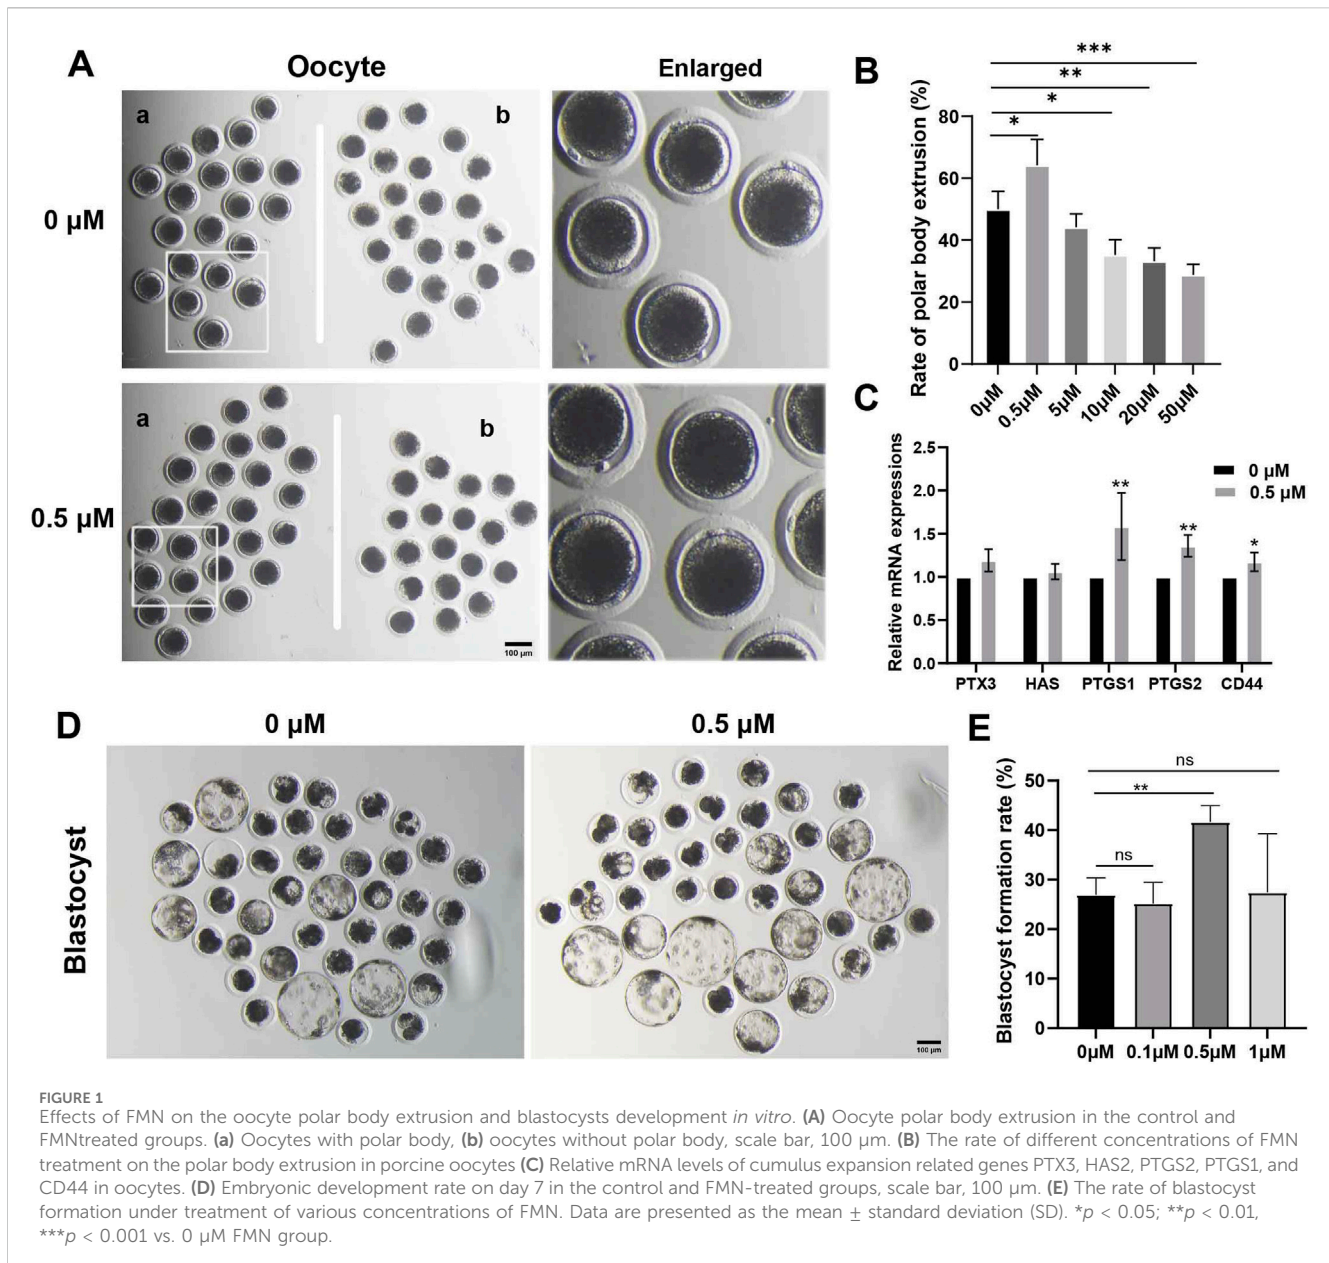 A
Oocyte
Enlarged
a
b
0 µM
a
b
0.5 µM
100 µm
B
***
**
*
*
Rate of polar body extrusion (%)
80
60
40
20
0
0µM
0.5µM
5µM
10µM
20µM
50µM
C
Relative mRNA expressions
2.5
2.0
1.5
1.0
0.5
0.0
0 µM
0.5 µM
**
**
*
PTX3
HAS
PTGS1
PTGS2
CD44
D
0 µM
0.5 µM
Blastocyst
100 µm
E
Blastocyst formation rate (%)
50
40
30
20
10
0
ns
**
ns
0µM
0.1µM
0.5µM
1µM
FIGURE 1
Effects of FMN on the oocyte polar body extrusion and blastocysts development in vitro. (A) Oocyte polar body extrusion in the control and
FMNtreated groups. (a) Oocytes with polar body, (b) oocytes without polar body, scale bar, 100 µm. (B) The rate of different concentrations of FMN
treatment on the polar body extrusion in porcine oocytes (C) Relative mRNA levels of cumulus expansion related genes PTX3, HAS2, PTGS2, PTGS1, and
CD44 in oocytes. (D) Embryonic development rate on day 7 in the control and FMN-treated groups, scale bar, 100 µm. (E) The rate of blastocyst
formation under treatment of various concentrations of FMN. Data are presented as the mean ± standard deviation (SD). *p < 0.05; **p < 0.01,
***p < 0.001 vs. 0 µM FMN group.